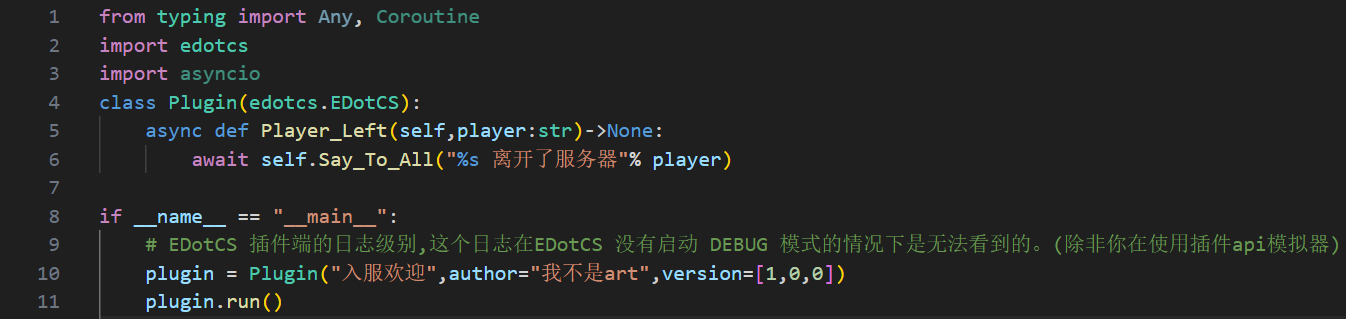 1 from typing import Any, Coroutine
2 import edotcs
3 import asyncio
4 class Plugin(edotcs.EDotCS):
5     async def Player_Left(self,player:str)->None:
6         await self.Say_To_All("%s 离开了服务器"% player)
7
8 if __name__ == "__main__":
9     # EDotCS 插件端的日志级别,这个日志在EDotCS 没有启动 DEBUG 模式的情况下是无法看到的。(除非你在使用插件api模拟器)
10     plugin = Plugin("入服欢迎",author="我不是art",version=[1,0,0])
11     plugin.run()